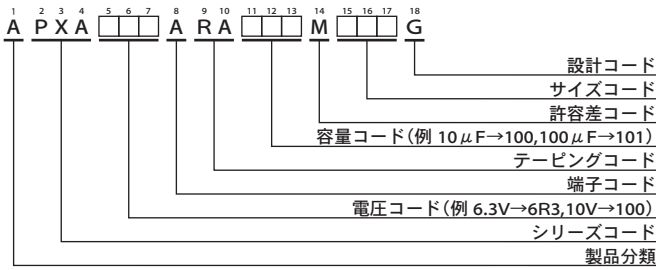 1 2 3 4 5 6 7 8 9 10 11 12 13 14 15 16 17 18
A PXA□□□ A RA□□□ M□□□ G
設計コード
サイズコード
許容差コード
容量コード(例 10μF→100,100μF→101)
テーピングコード
端子コード
電圧コード(例 6.3V→6R3,10V→100)
シリーズコード
製品分類